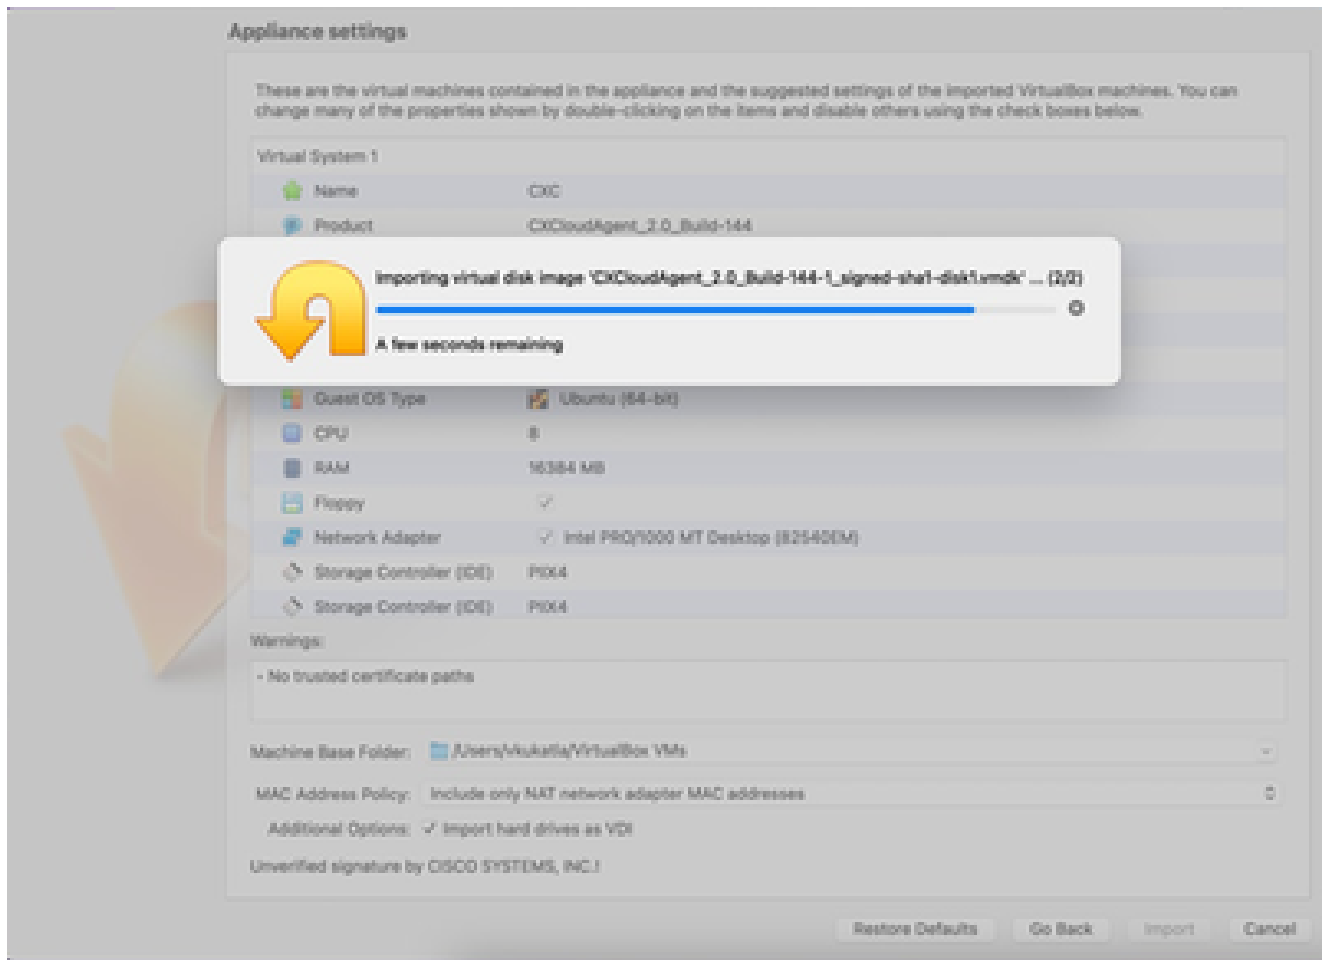 Appliance settings
These are the virtual machines contained in the appliance and the suggested settings of the imported VirtualBox machines. You can
change many of the properties shown by double-clicking on the items and disable others using the check boxes below.
Virtual System 1
Name CXC
Product CXCloudAgent_2.0_Build-144
Importing virtual disk image 'CXCloudAgent_2.0_Build-144-1_signed-sha1-disk1.vmdk' ... (2/2)
A few seconds remaining
Guest OS Type Ubuntu (64-bit)
CPU 8
RAM 16384 MB
Floppy
Network Adapter Intel PRO/1000 MT Desktop (82540EM)
Storage Controller (IDE) PIIX4
Storage Controller (IDE) PIIX4
Warnings:
- No trusted certificate paths
Machine Base Folder: /Users/vkukatla/VirtualBox VMs
MAC Address Policy: Include only NAT network adapter MAC addresses
Additional Options: Import hard drives as VDI
Unverified signature by CISCO SYSTEMS, INC.!
Restore Defaults Go Back Import Cancel